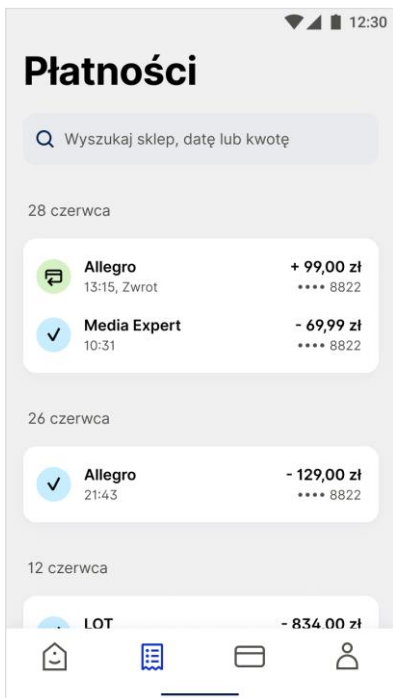 12:30
Płatności
Wyszukaj sklep, datę lub kwotę
28 czerwca
Allegro + 99,00 zł
13:15, Zwrot •••• 8822
Media Expert - 69,99 zł
10:31 •••• 8822
26 czerwca
Allegro - 129,00 zł
21:43 •••• 8822
12 czerwca
LOT - 834,00 zł